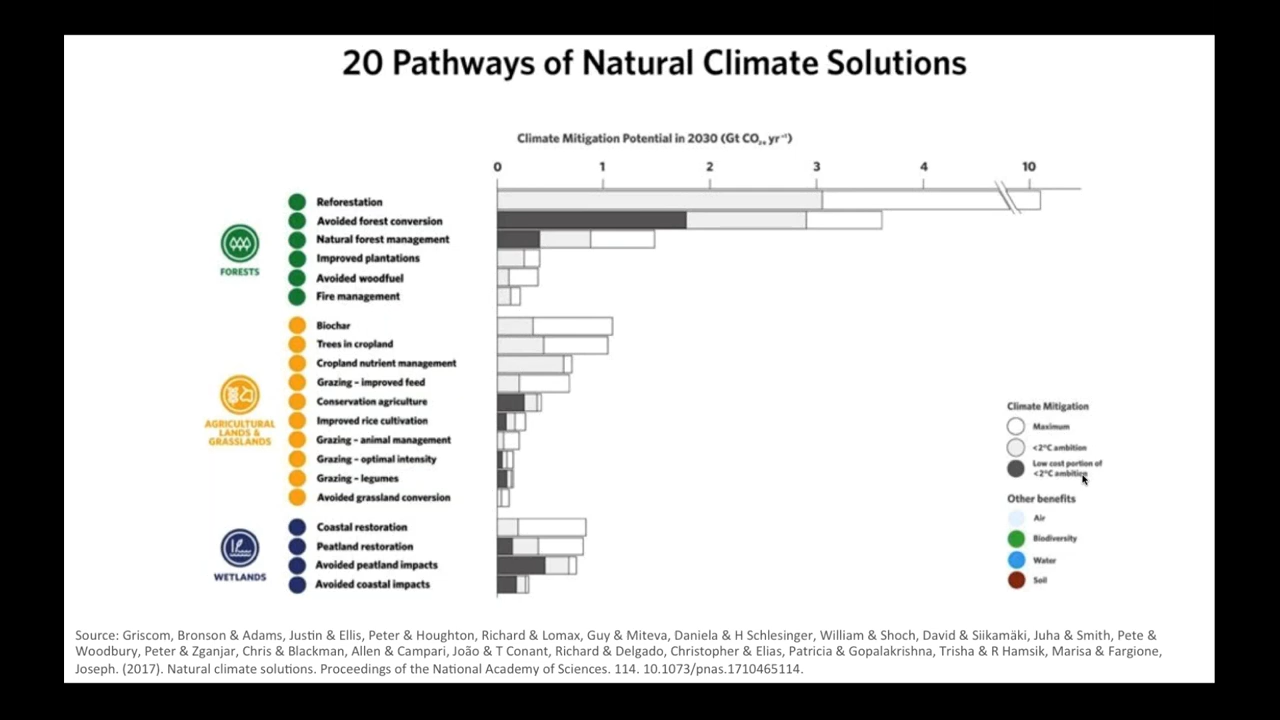 20 Pathways of Natural Climate Solutions
Climate Mitigation Potential in 2030 (Gt CO₂ₑ yr⁻¹)
0 1 2 3 4 10
Reforestation
Avoided forest conversion
Natural forest management
Improved plantations
Avoided woodfuel
Fire management
FORESTS
Biochar
Trees in cropland
Cropland nutrient management
Grazing – improved feed
Conservation agriculture
Improved rice cultivation
Grazing – animal management
Grazing – optimal intensity
Grazing – legumes
Avoided grassland conversion
AGRICULTURAL
LANDS &
GRASSLANDS
Coastal restoration
Peatland restoration
Avoided peatland impacts
Avoided coastal impacts
WETLANDS
Climate Mitigation
Maximum
<2°C ambition
Low cost portion of
<2°C ambition
Other benefits
Air
Biodiversity
Water
Soil
Source: Griscom, Bronson & Adams, Justin & Ellis, Peter & Houghton, Richard & Lomax, Guy & Miteva, Daniela & H Schlesinger, William & Shoch, David & Siikamäki, Juha & Smith, Pete &
Woodbury, Peter & Zganjar, Chris & Blackman, Allen & Campari, João & T Conant, Richard & Delgado, Christopher & Elias, Patricia & Gopalakrishna, Trisha & R Hamsik, Marisa & Fargione,
Joseph. (2017). Natural climate solutions. Proceedings of the National Academy of Sciences. 114. 10.1073/pnas.1710465114.